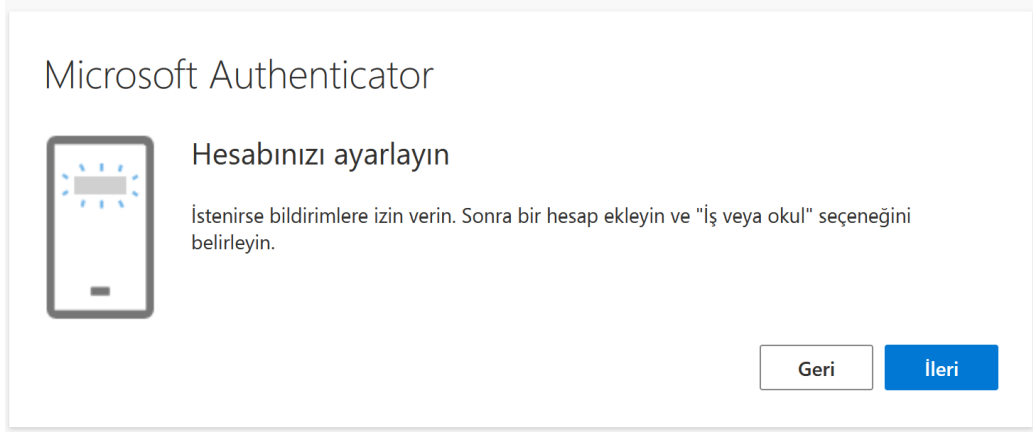 Microsoft Authenticator
Hesabınızı ayarlayın
İstenirse bildirimlere izin verin. Sonra bir hesap ekleyin ve "İş veya okul" seçeneğini
belirleyin.
Geri
İleri